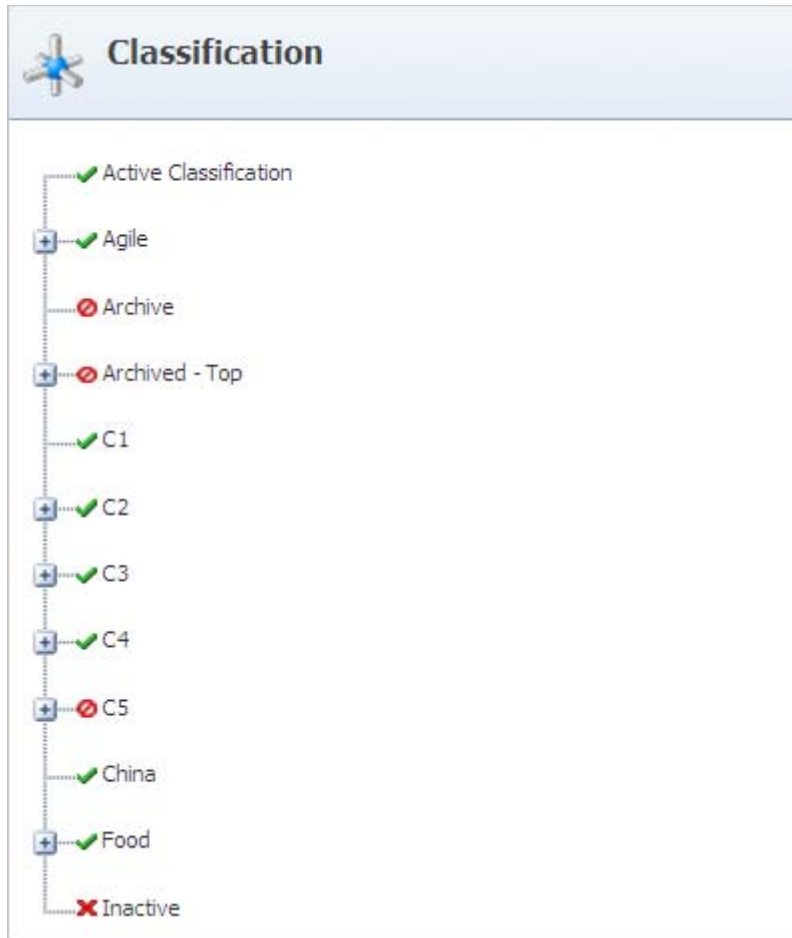 Classification
Active Classification
Agile
Archive
Archived - Top
C1
C2
C3
C4
C5
China
Food
Inactive